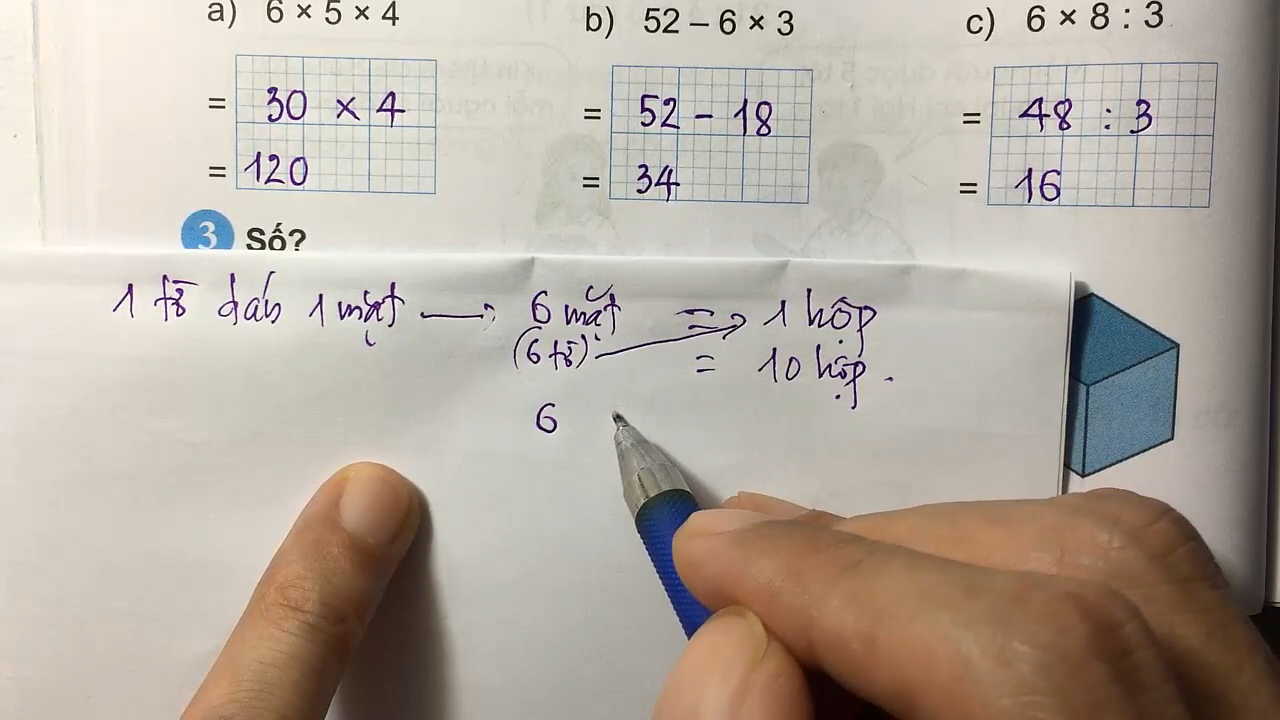 a) 6 × 5 × 4
b) 52 – 6 × 3
c) 6 × 8 : 3
= 30 × 4
= 120
= 52 - 18
= 34
= 48 : 3
= 16
3 Số?
1 tờ dán 1 mặt → 6 mặt = 1 hộp
(6 tờ) → = 10 hộp.
6